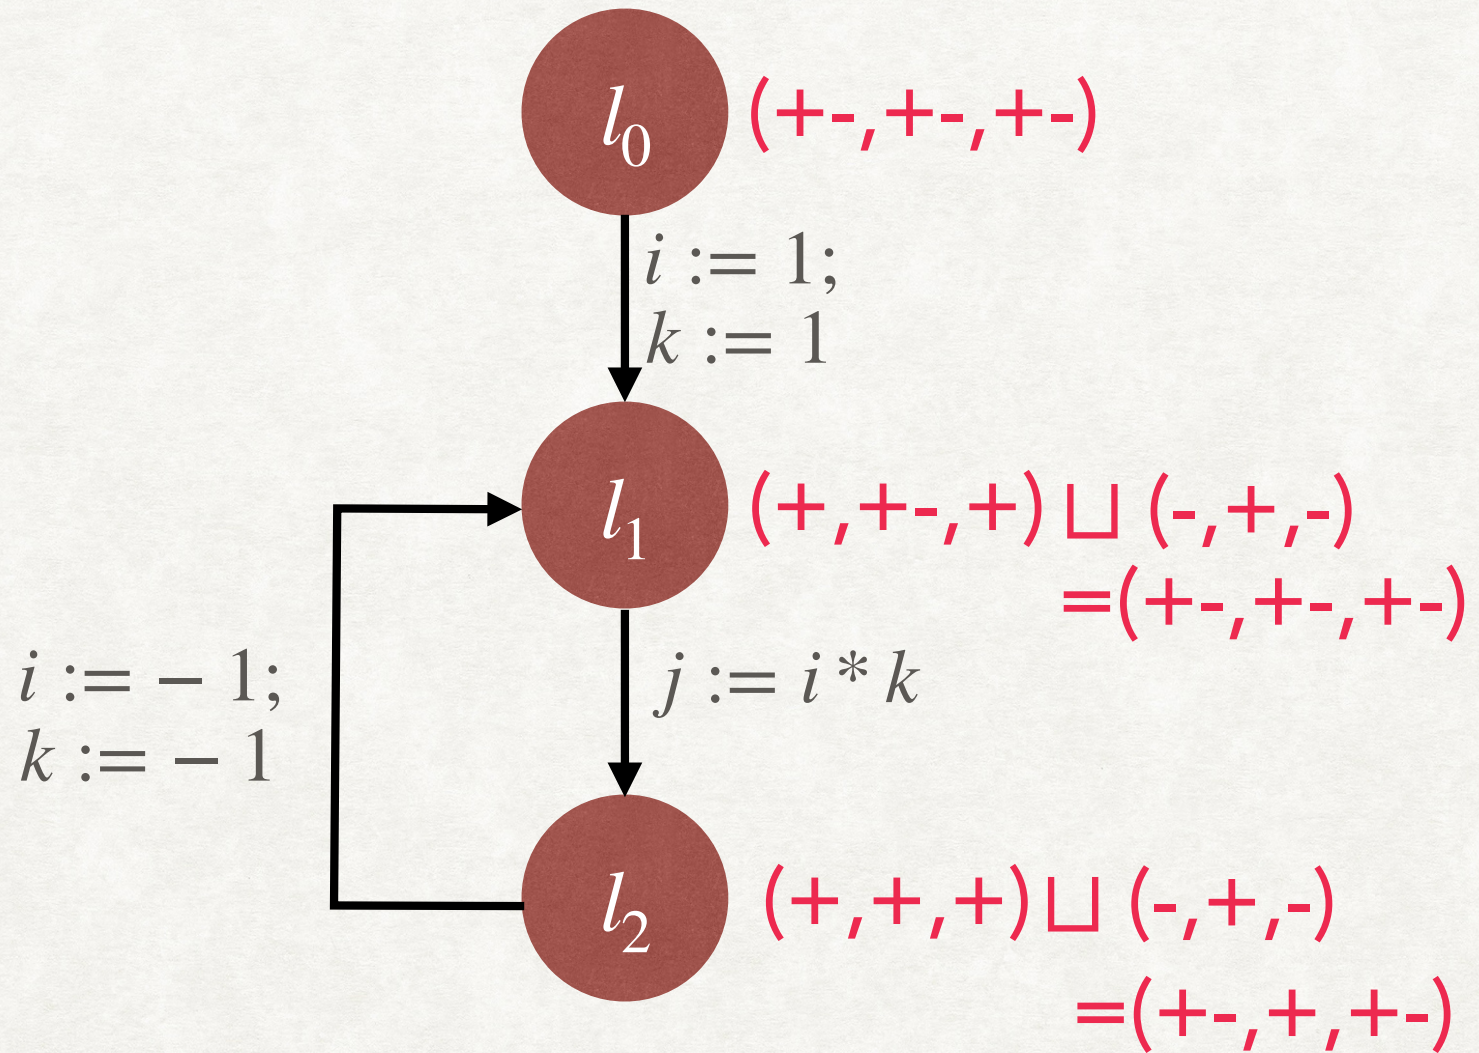 l₀ (+-,+-,+-)
i := 1;
k := 1
l₁ (+,+-,+) ⊔ (-,+,-)
=(+-,+-,+-)
i := − 1;
k := − 1
j := i * k
l₂ (+,+,+) ⊔ (-,+,-)
=(+-,+,+-)